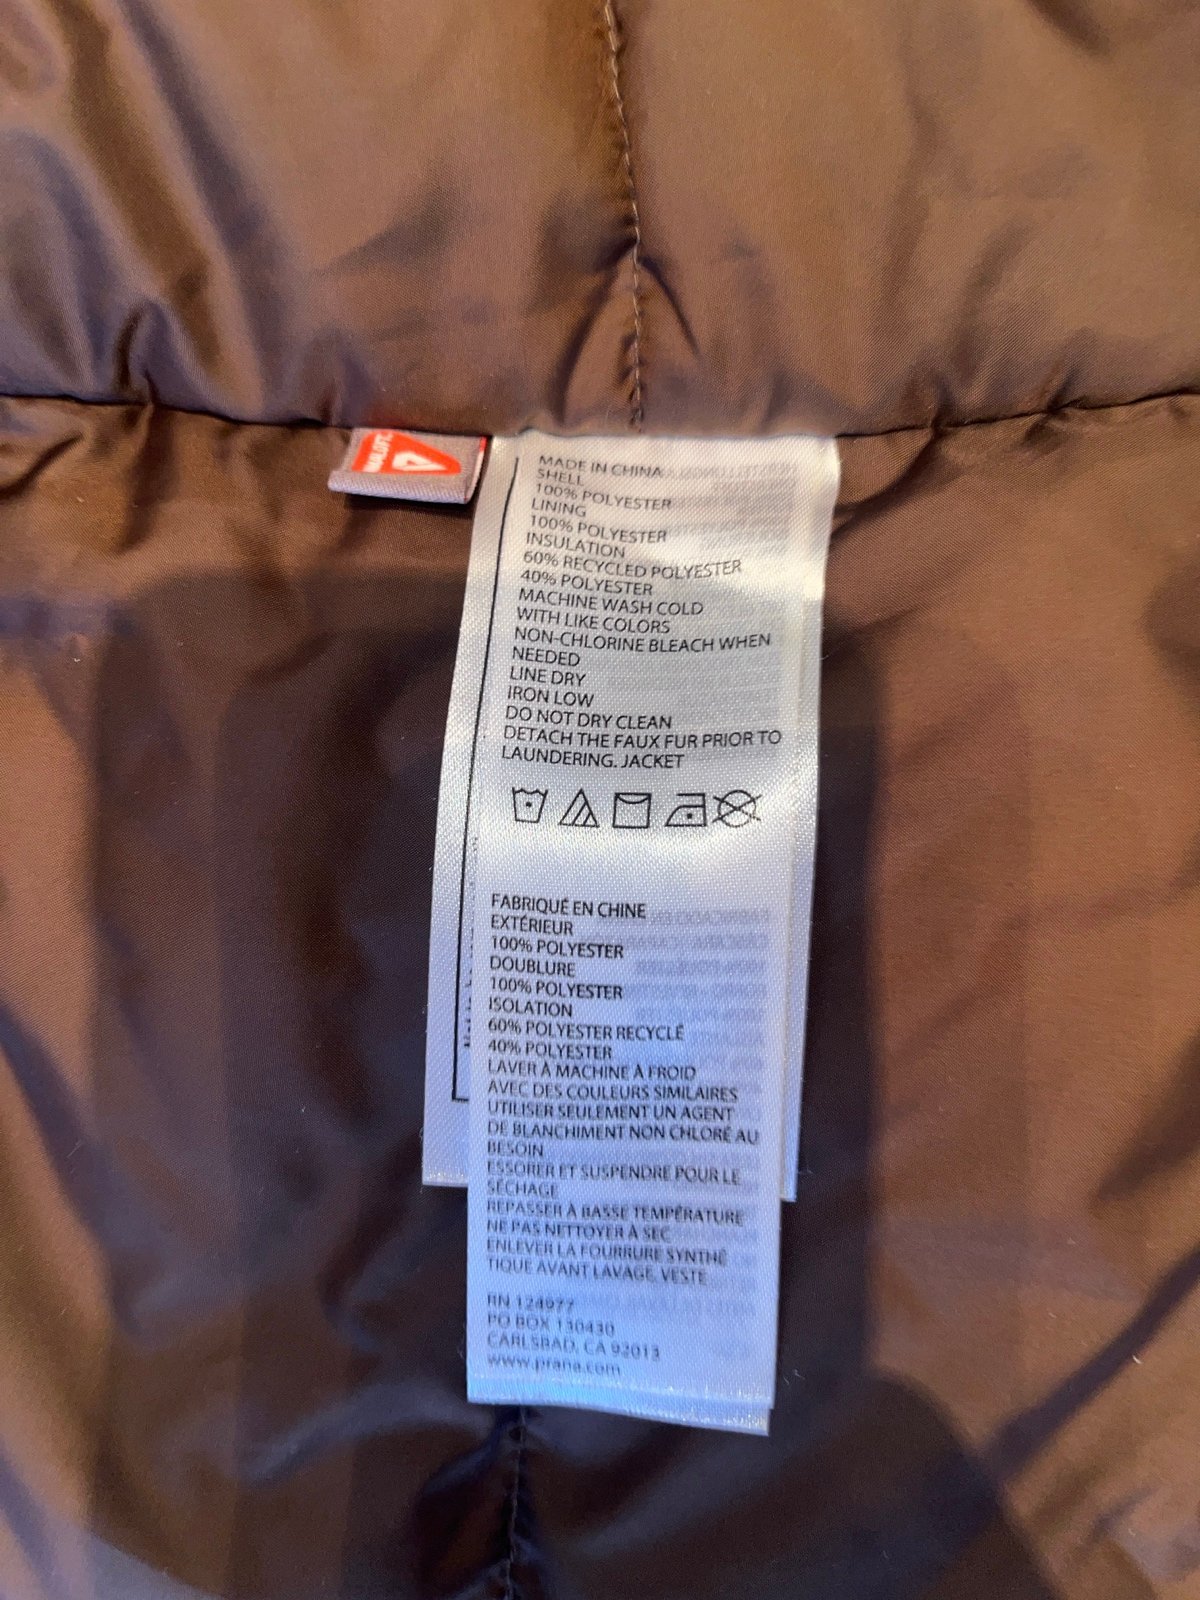 MADE IN CHINA
SHELL
100% POLYESTER
LINING
100% POLYESTER
INSULATION
60% RECYCLED POLYESTER
40% POLYESTER
MACHINE WASH COLD
WITH LIKE COLORS
NON-CHLORINE BLEACH WHEN
NEEDED
LINE DRY
IRON LOW
DO NOT DRY CLEAN
DETACH THE FAUX FUR PRIOR TO
LAUNDERING. JACKET
FABRIQUÉ EN CHINE
EXTÉRIEUR
100% POLYESTER
DOUBLURE
100% POLYESTER
ISOLATION
60% POLYESTER RECYCLÉ
40% POLYESTER
LAVER À MACHINE À FROID
AVEC DES COULEURS SIMILAIRES
UTILISER SEULEMENT UN AGENT
DE BLANCHIMENT NON CHLORÉ AU
BESOIN
ESSORER ET SUSPENDRE POUR LE
SÉCHAGE
REPASSER À BASSE TEMPÉRATURE
NE PAS NETTOYER À SEC
ENLEVER LA FOURRURE SYNTHÉ
TIQUE AVANT LAVAGE, VESTE
RN 124977
PO BOX 130430
CARLSBAD, CA 92013
www.prana.com